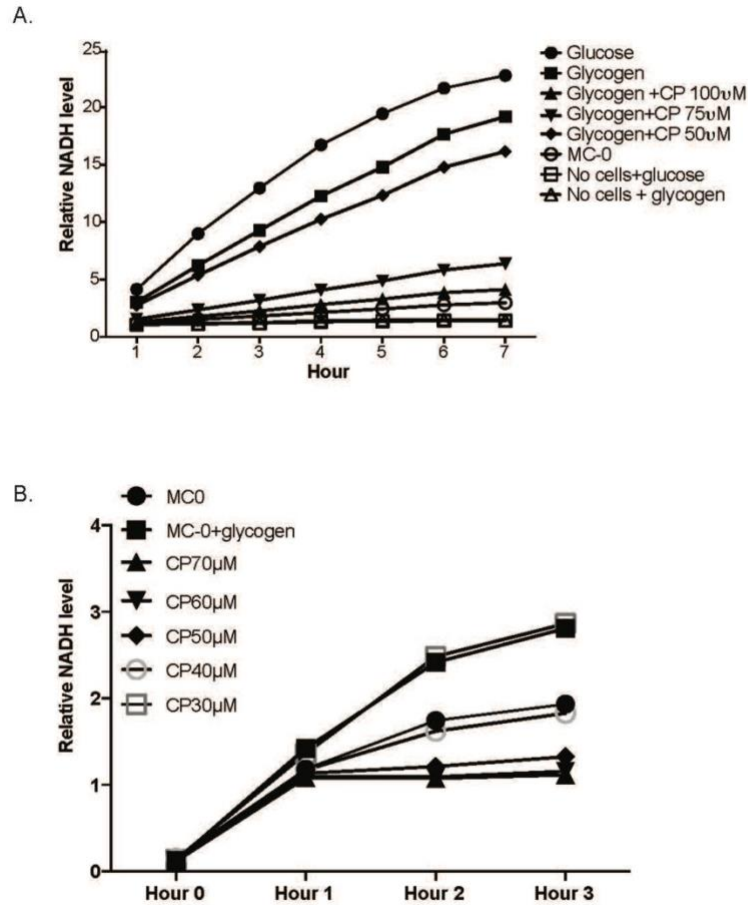 A.
Relative NADH level
25
20
15
10
5
0
1 2 3 4 5 6 7
Hour
Glucose
Glycogen
Glycogen +CP 100υM
Glycogen+CP 75υM
Glycogen+CP 50υM
MC-0
No cells+glucose
No cells + glycogen
B.
Relative NADH level
4
3
2
1
0
MC0
MC-0+glycogen
CP70µM
CP60µM
CP50µM
CP40µM
CP30µM
Hour 0 Hour 1 Hour 2 Hour 3